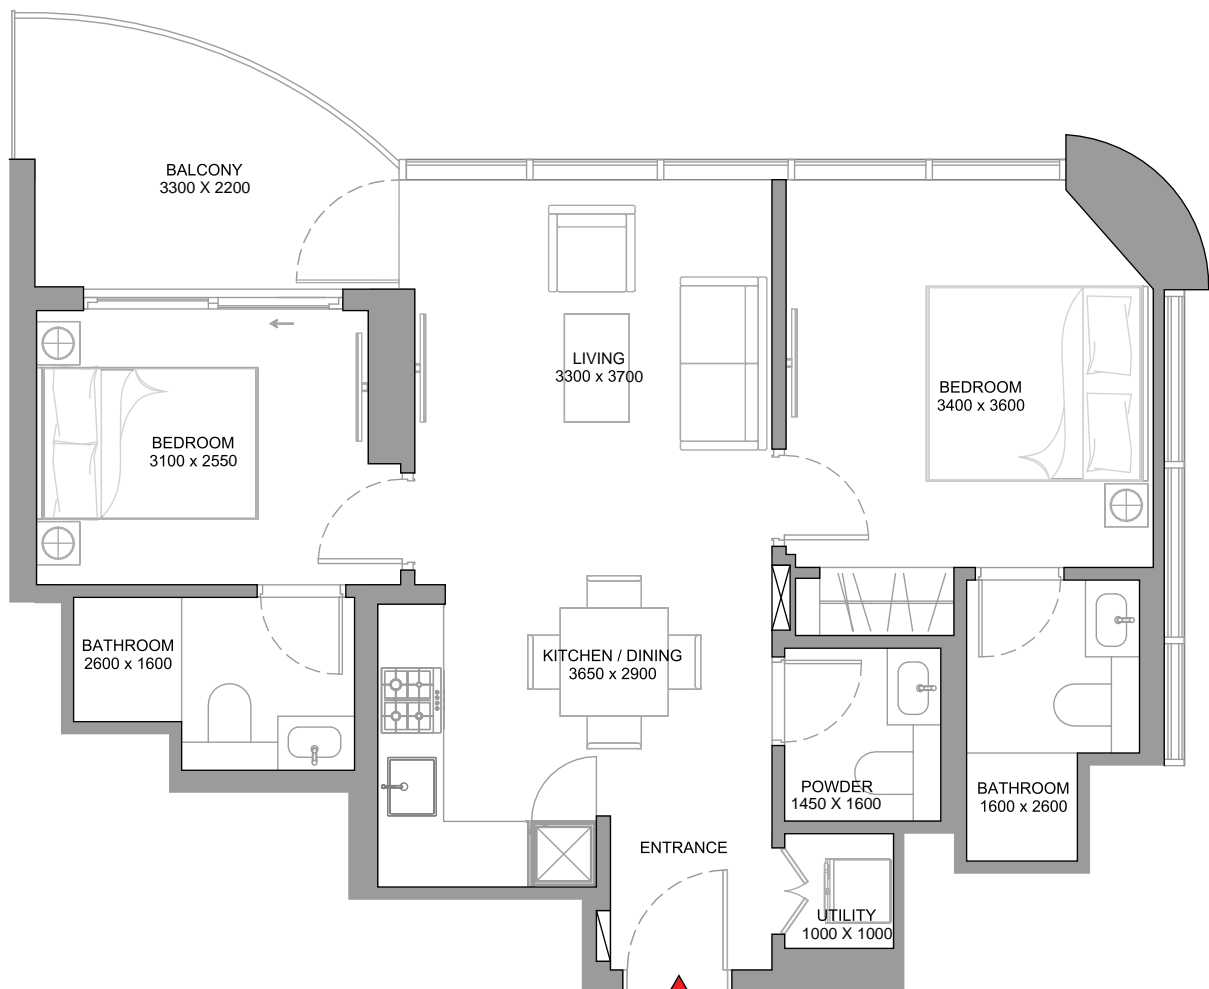 BALCONY
3300 X 2200
LIVING
3300 x 3700
BEDROOM
3400 x 3600
BEDROOM
3100 x 2550
BATHROOM
2600 x 1600
KITCHEN / DINING
3650 x 2900
POWDER
1450 X 1600
BATHROOM
1600 x 2600
ENTRANCE
UTILITY
1000 X 1000